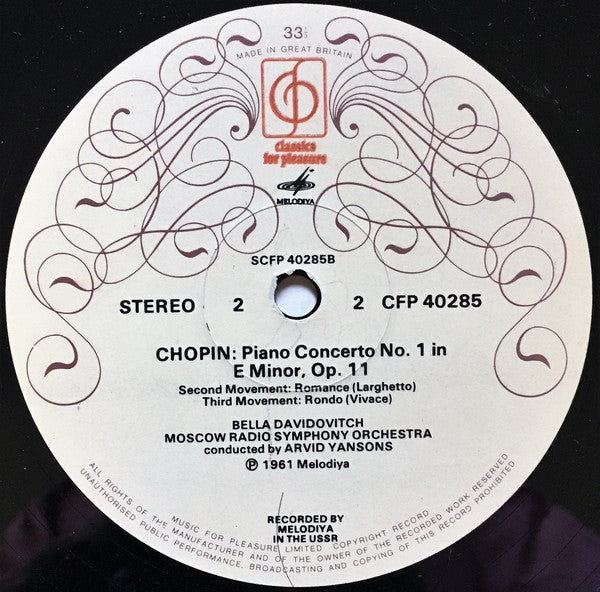 33⅓
MADE IN GREAT BRITAIN
classics
for pleasure
MELODIYA
SCFP 40285B
STEREO 2 2 CFP 40285
CHOPIN: Piano Concerto No. 1 in
E Minor, Op. 11
Second Movement: Romance (Larghetto)
Third Movement: Rondo (Vivace)
BELLA DAVIDOVITCH
MOSCOW RADIO SYMPHONY ORCHESTRA
conducted by ARVID YANSONS
℗ 1961 Melodiya
RECORDED BY
MELODIYA
IN THE USSR
MUSIC FOR PLEASURE LIMITED. COPYRIGHT RECORD
ALL RIGHTS OF THE MANUFACTURER AND OF THE OWNER OF THE RECORDED WORK RESERVED
UNAUTHORISED PUBLIC PERFORMANCE, BROADCASTING AND COPYING OF THIS RECORD PROHIBITED